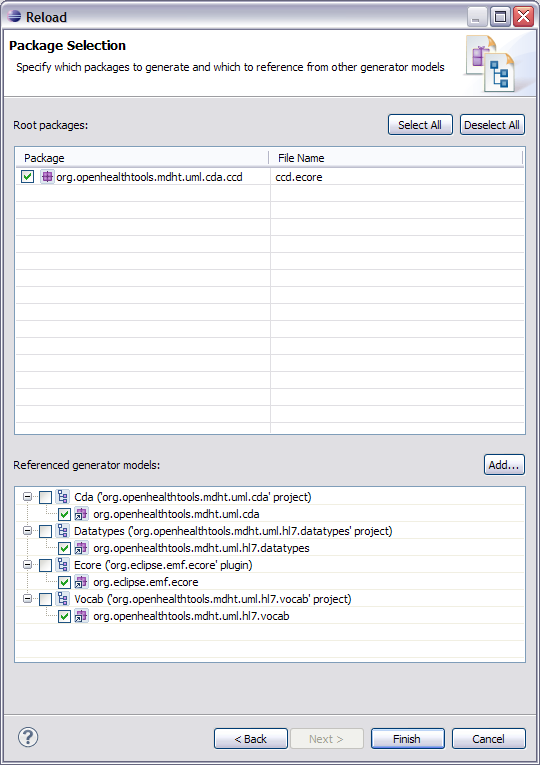 Reload
Package Selection
Specify which packages to generate and which to reference from other generator models
Root packages:
Select All
Deselect All
Package
File Name
org.openhealthtools.mdht.uml.cda.ccd
ccd.ecore
Referenced generator models:
Add...
Cda ('org.openhealthtools.mdht.uml.cda' project)
org.openhealthtools.mdht.uml.cda
Datatypes ('org.openhealthtools.mdht.uml.hl7.datatypes' project)
org.openhealthtools.mdht.uml.hl7.datatypes
Ecore ('org.eclipse.emf.ecore' plugin)
org.eclipse.emf.ecore
Vocab ('org.openhealthtools.mdht.uml.hl7.vocab' project)
org.openhealthtools.mdht.uml.hl7.vocab
?
< Back
Next >
Finish
Cancel